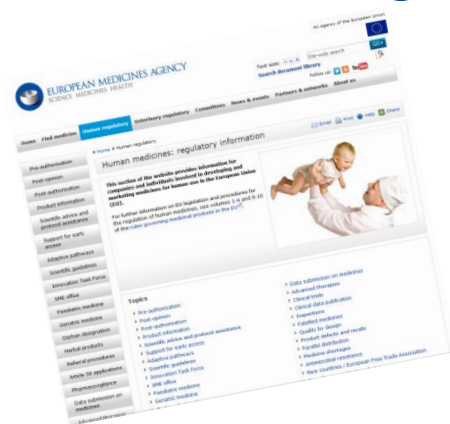 An agency of the European Union
EUROPEAN MEDICINES AGENCY
SCIENCE MEDICINES HEALTH
Text size:
Site-wide search
GO
Search document library
Follow us:
You Tube
Home
Find medicine
Human regulatory
Veterinary regulatory
Committees
News & events
Partners & networks
About us
Home
Human regulatory
Email
Print
Help
Share
Human medicines: regulatory information
This section of the website provides information for
companies and individuals involved in developing and
marketing medicines for human use in the European Union
(EU).
For further information on EU legislation and procedures for
the regulation of human medicines, see volumes 1-4 and 8-10
of the rules governing medicinal products in the EU.
Pre-authorisation
Post-opinion
Post-authorisation
Product information
Scientific advice and
protocol assistance
Support for early
access
Adaptive pathways
Scientific guidelines
Innovation Task Force
SME office
Paediatric medicine
Geriatric medicine
Orphan designation
Herbal products
Referral procedures
Article 58 applications
Pharmacovigilance
Data submission on
medicines
Advanced therapies
Topics
Pre-authorisation
Post-opinion
Post-authorisation
Product information
Scientific advice and protocol assistance
Support for early access
Adaptive pathways
Scientific guidelines
Innovation Task Force
SME office
Paediatric medicine
Geriatric medicine
Data submission on medicines
Advanced therapies
Clinical trials
Clinical data publication
Inspections
Falsified medicines
Quality by design
Product defects and recalls
Parallel distribution
Medicine shortages
Antimicrobial resistance
New countries / European Free Trade Association